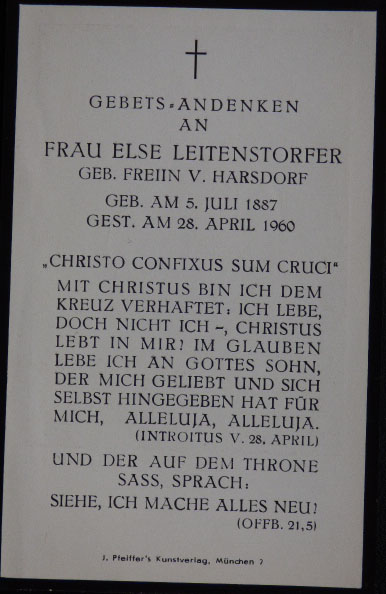 GEBETS=ANDENKEN
AN
FRAU ELSE LEITENSTORFER
GEB. FREIIN V. HARSDORF
GEB. AM 5. JULI 1887
GEST. AM 28. APRIL 1960
„CHRISTO CONFIXUS SUM CRUCI“
MIT CHRISTUS BIN ICH DEM
KREUZ VERHAFTET: ICH LEBE,
DOCH NICHT ICH –, CHRISTUS
LEBT IN MIR! IM GLAUBEN
LEBE ICH AN GOTTES SOHN,
DER MICH GELIEBT UND SICH
SELBST HINGEGEBEN HAT FÜR
MICH, ALLELUJA, ALLELUJA.
(INTROITUS V. 28. APRIL)
UND DER AUF DEM THRONE
SASS, SPRACH:
SIEHE, ICH MACHE ALLES NEU!
(OFFB. 21,5)
J. Pfeiffer's Kunstverlag, München 2